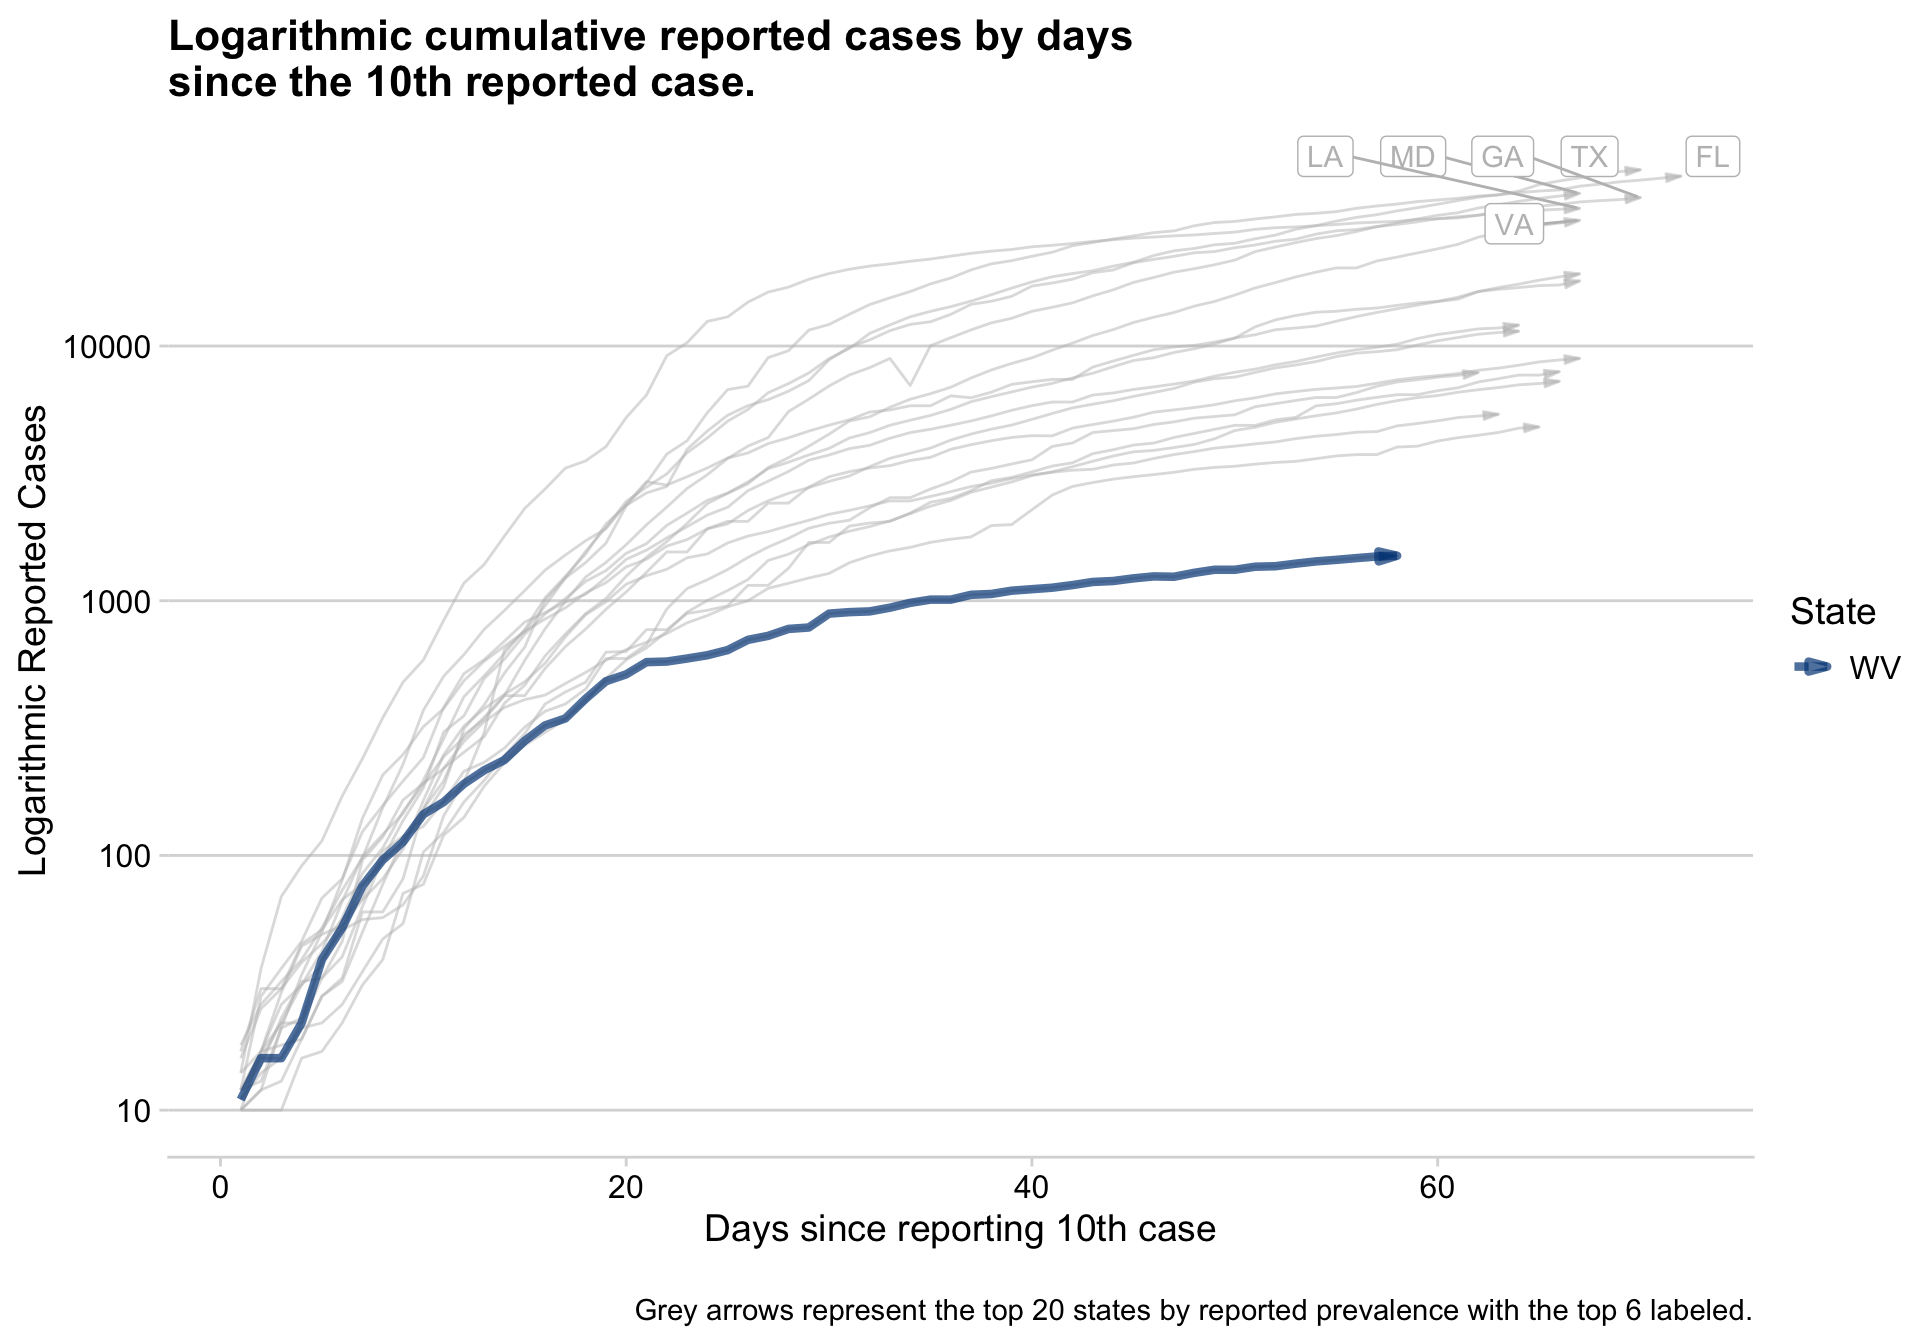 Logarithmic cumulative reported cases by days
since the 10th reported case.
LA MD GA TX FL
VA
10000
1000
100
10
Logarithmic Reported Cases
State
WV
0 20 40 60
Days since reporting 10th case
Grey arrows represent the top 20 states by reported prevalence with the top 6 labeled.